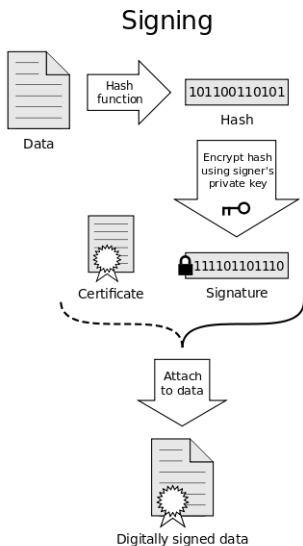 Signing
Hash
function
101100110101
Data
Hash
Encrypt hash
using signer's
private key
111101101110
Certificate
Signature
Attach
to data
Digitally signed data